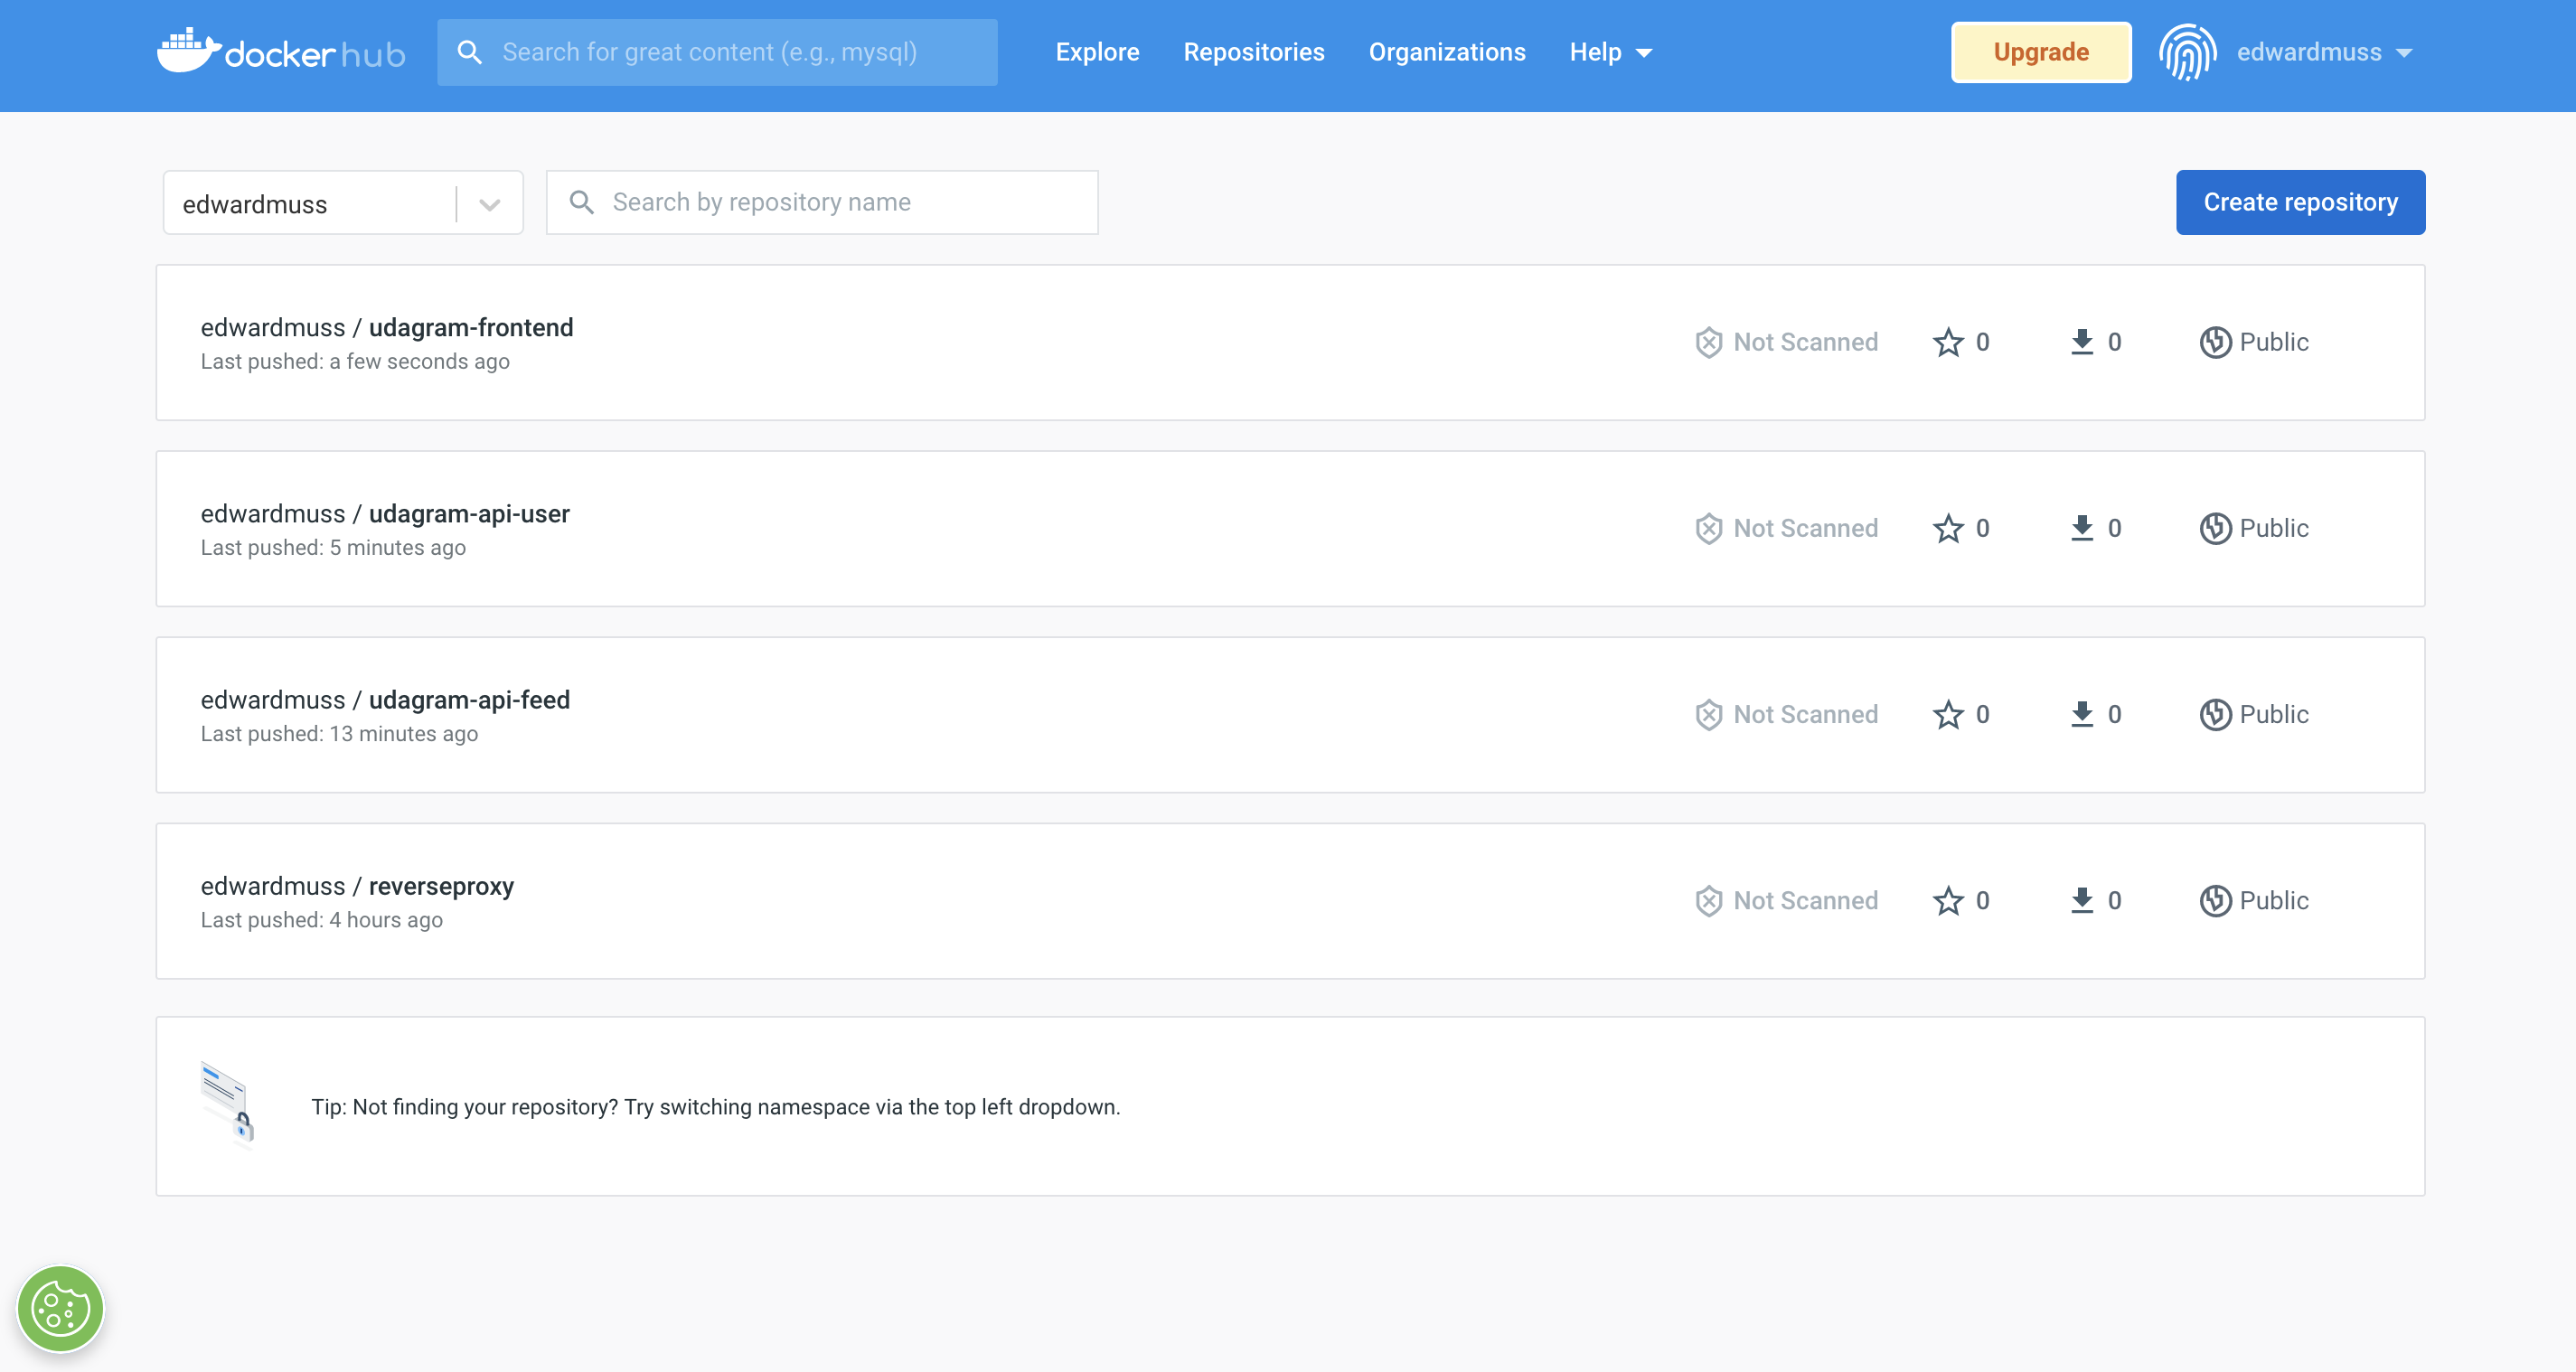 docker hub
Search for great content (e.g., mysql)
Explore
Repositories
Organizations
Help
Upgrade
edwardmuss
edwardmuss
Search by repository name
Create repository
edwardmuss / udagram-frontend
Last pushed: a few seconds ago
Not Scanned
0
0
Public
edwardmuss / udagram-api-user
Last pushed: 5 minutes ago
Not Scanned
0
0
Public
edwardmuss / udagram-api-feed
Last pushed: 13 minutes ago
Not Scanned
0
0
Public
edwardmuss / reverseproxy
Last pushed: 4 hours ago
Not Scanned
0
0
Public
Tip: Not finding your repository? Try switching namespace via the top left dropdown.